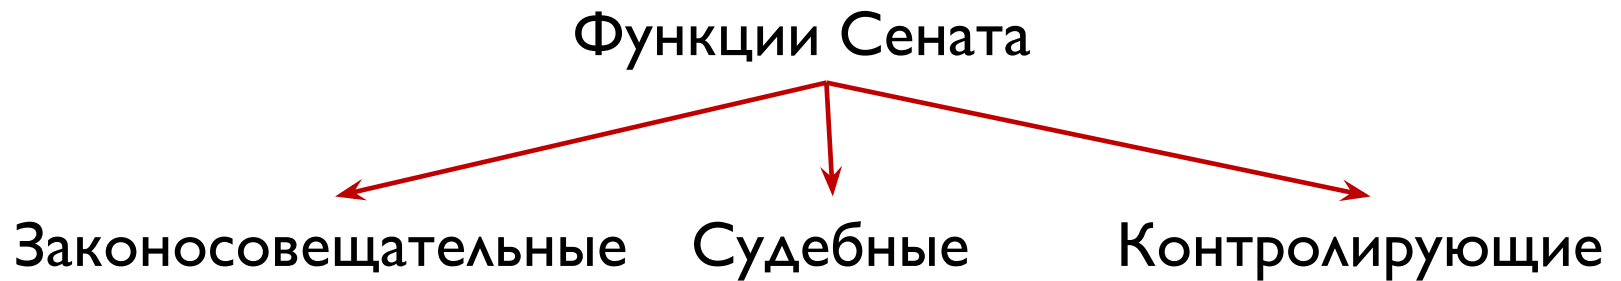 Функции Сената
Законосовещательные Судебные Контролирующие